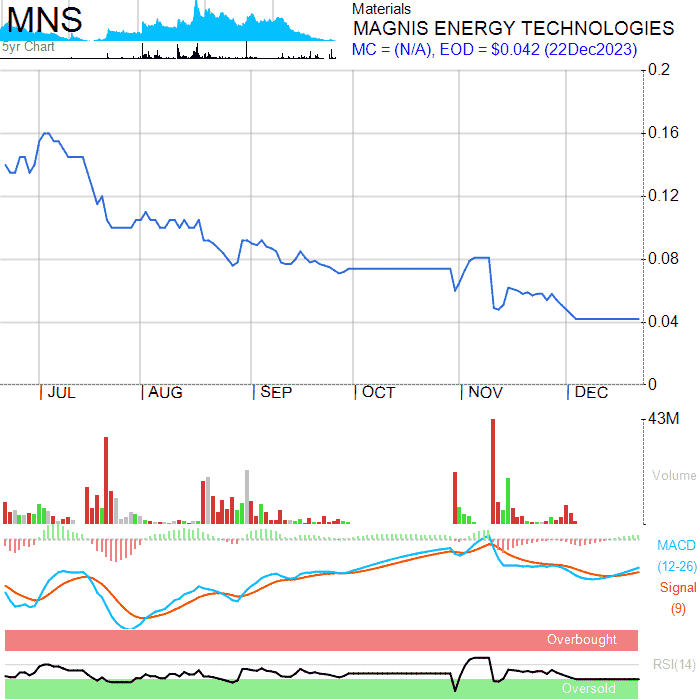 MNS
5yr Chart
Materials
MAGNIS ENERGY TECHNOLOGIES
MC = (N/A), EOD = $0.042 (22Dec2023)
0.2
0.16
0.12
0.08
0.04
0
JUL AUG SEP OCT NOV DEC
43M
Volume
MACD
(12-26)
Signal
(9)
Overbought
RSI(14)
Oversold